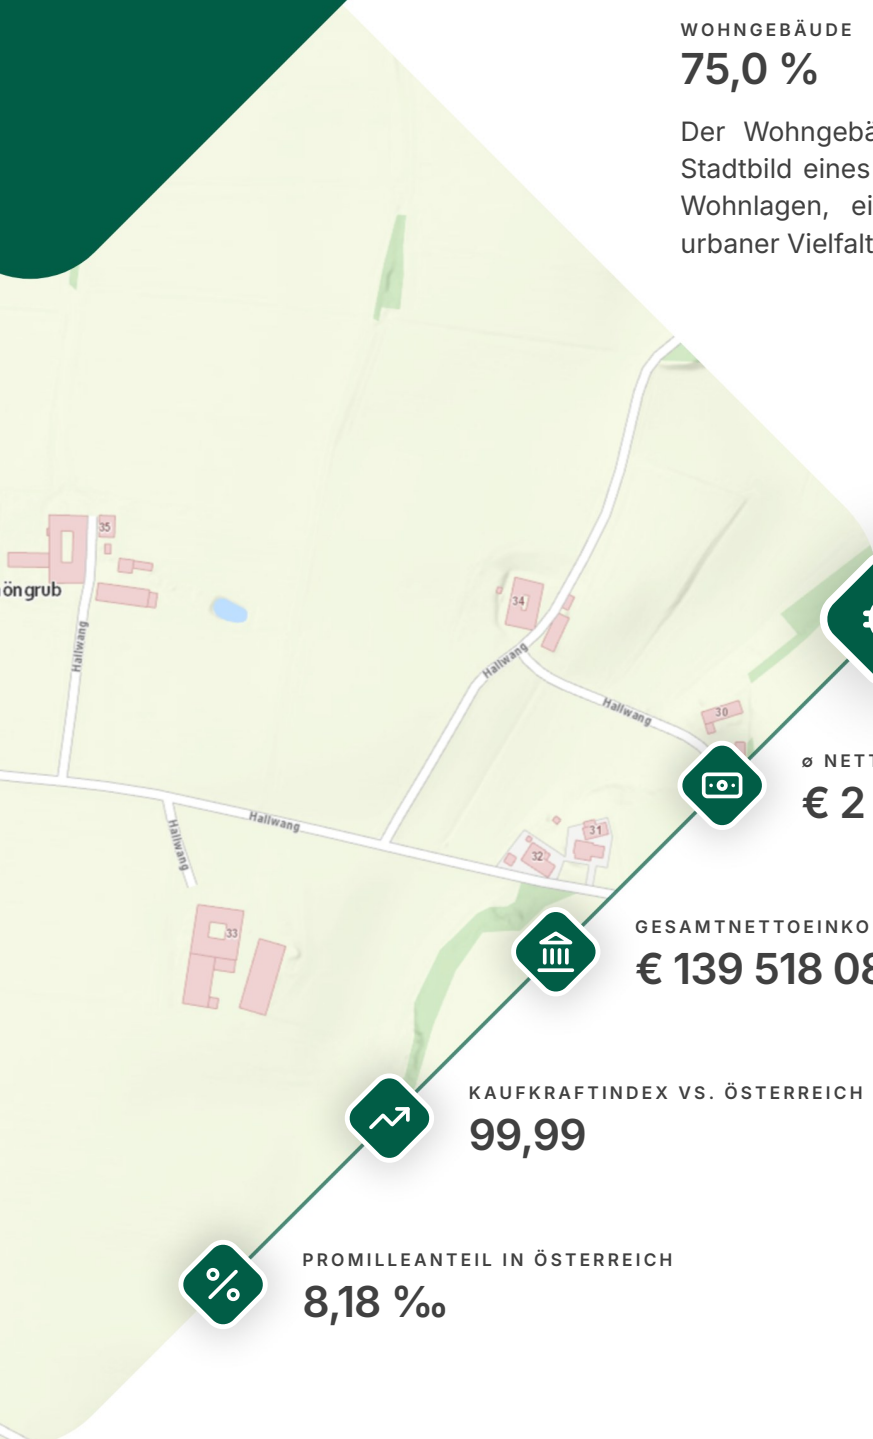 WOHNGEBÄUDE
75,0 %
Der Wohngebä
Stadtbild eines
Wohnlagen, ei
urbaner Vielfalt
35
öngrub
Hallwang
34
Hallwang
Hallwang
30
Hallwang
Hallwang
31
32
33
ø NETT
€ 2
GESAMTNETTOEINKO
€ 139 518 08
KAUFKRAFTINDEX VS. ÖSTERREICH
99,99
PROMILLEANTEIL IN ÖSTERREICH
8,18 ‰